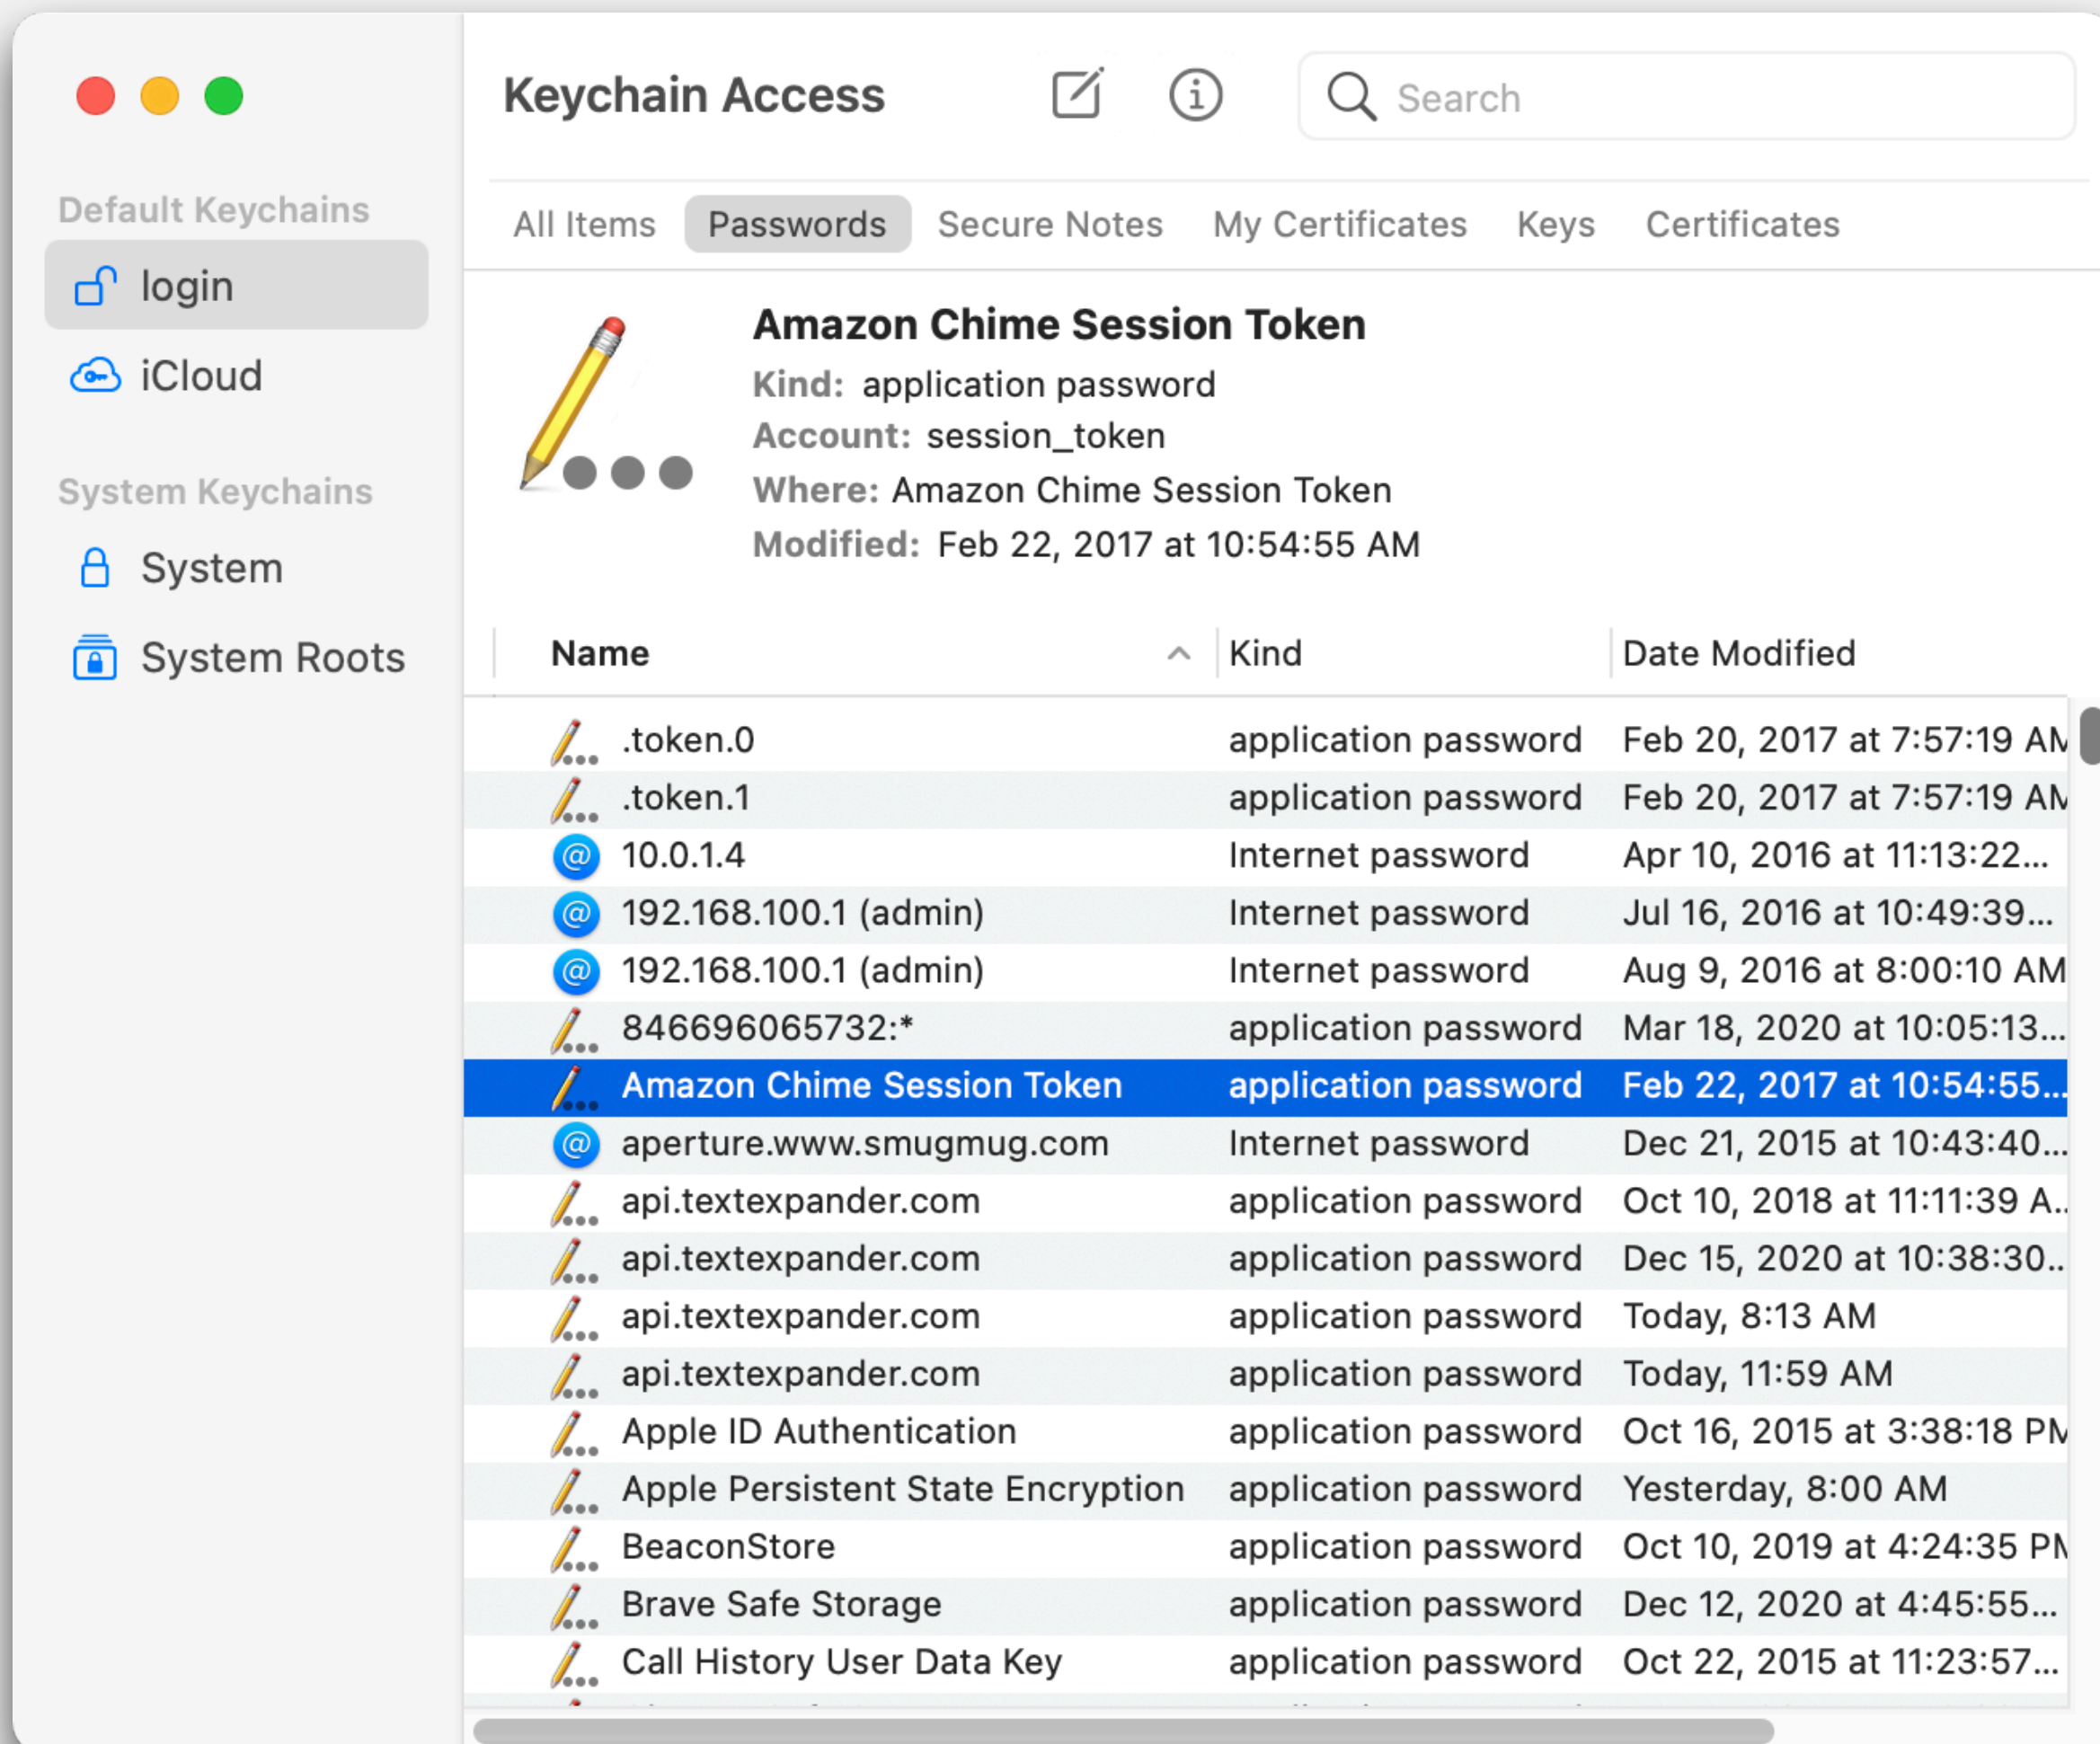 Keychain Access
Search
Default Keychains
login
iCloud
System Keychains
System
System Roots
All Items Passwords Secure Notes My Certificates Keys Certificates
Amazon Chime Session Token
Kind: application password
Account: session_token
Where: Amazon Chime Session Token
Modified: Feb 22, 2017 at 10:54:55 AM
Name Kind Date Modified
.token.0 application password Feb 20, 2017 at 7:57:19 AM
.token.1 application password Feb 20, 2017 at 7:57:19 AM
10.0.1.4 Internet password Apr 10, 2016 at 11:13:22...
192.168.100.1 (admin) Internet password Jul 16, 2016 at 10:49:39...
192.168.100.1 (admin) Internet password Aug 9, 2016 at 8:00:10 AM
846696065732:* application password Mar 18, 2020 at 10:05:13...
Amazon Chime Session Token application password Feb 22, 2017 at 10:54:55...
aperture.www.smugmug.com Internet password Dec 21, 2015 at 10:43:40...
api.textexpander.com application password Oct 10, 2018 at 11:11:39 A...
api.textexpander.com application password Dec 15, 2020 at 10:38:30...
api.textexpander.com application password Today, 8:13 AM
api.textexpander.com application password Today, 11:59 AM
Apple ID Authentication application password Oct 16, 2015 at 3:38:18 PM
Apple Persistent State Encryption application password Yesterday, 8:00 AM
BeaconStore application password Oct 10, 2019 at 4:24:35 PM
Brave Safe Storage application password Dec 12, 2020 at 4:45:55...
Call History User Data Key application password Oct 22, 2015 at 11:23:57...